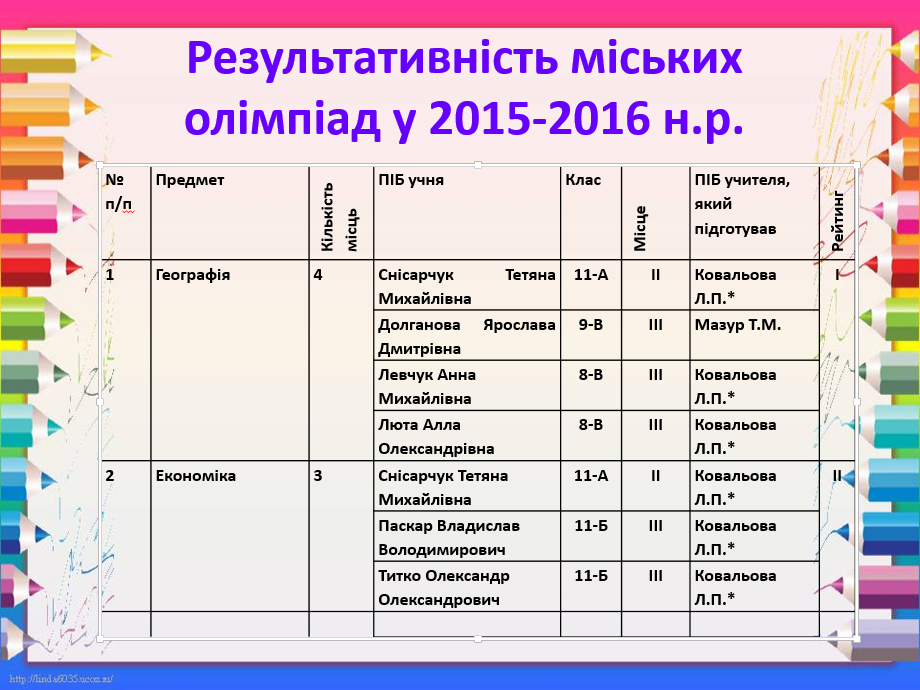 Результативність міських
олімпіад у 2015-2016 н.р.
№ п/п Предмет Кількість місць ПІБ учня Клас Місце ПІБ учителя, який підготував Рейтинг
1 Географія 4 Снісарчук Тетяна Михайлівна 11-А ІІ Ковальова Л.П.* І
Долганова Ярослава Дмитрівна 9-В ІІІ Мазур Т.М.
Левчук Анна Михайлівна 8-В ІІІ Ковальова Л.П.*
Люта Алла Олександрівна 8-В ІІІ Ковальова Л.П.*
2 Економіка 3 Снісарчук Тетяна Михайлівна 11-А ІІ Ковальова Л.П.* ІІ
Паскар Владислав Володимирович 11-Б ІІІ Ковальова Л.П.*
Титко Олександр Олександрович 11-Б ІІІ Ковальова Л.П.*
http://linda6035.ucoz.ru/